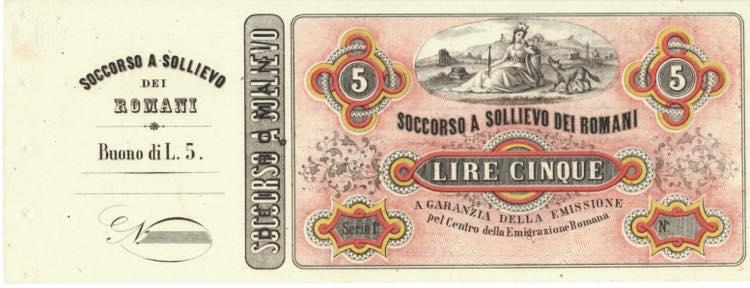 SOCCORSO A SOLLIEVO
DEI
ROMANI
Buono di L. 5.
N.
SOCCORSO A SOLLIEVO
5
5
SOCCORSO A SOLLIEVO DEI ROMANI
LIRE CINQUE
A GARANZIA DELLA EMISSIONE
pel Centro della Emigrazione Romana
Serie 1ª
N.